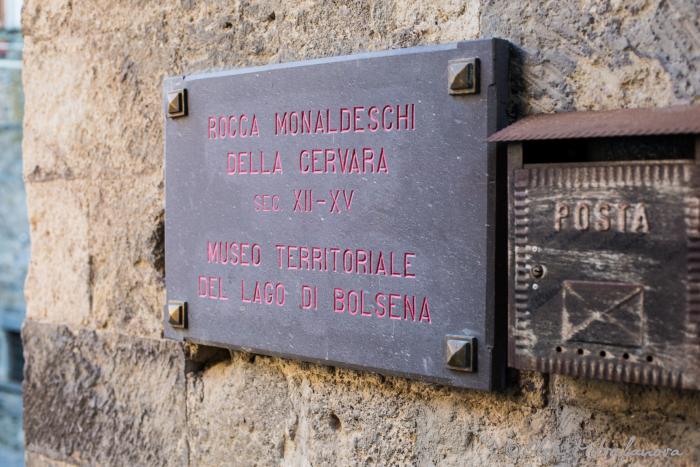 ROCCA MONALDESCHI
DELLA CERVARA
SEC. XII-XV
MUSEO TERRITORIALE
DEL LAGO DI BOLSENA
POSTA